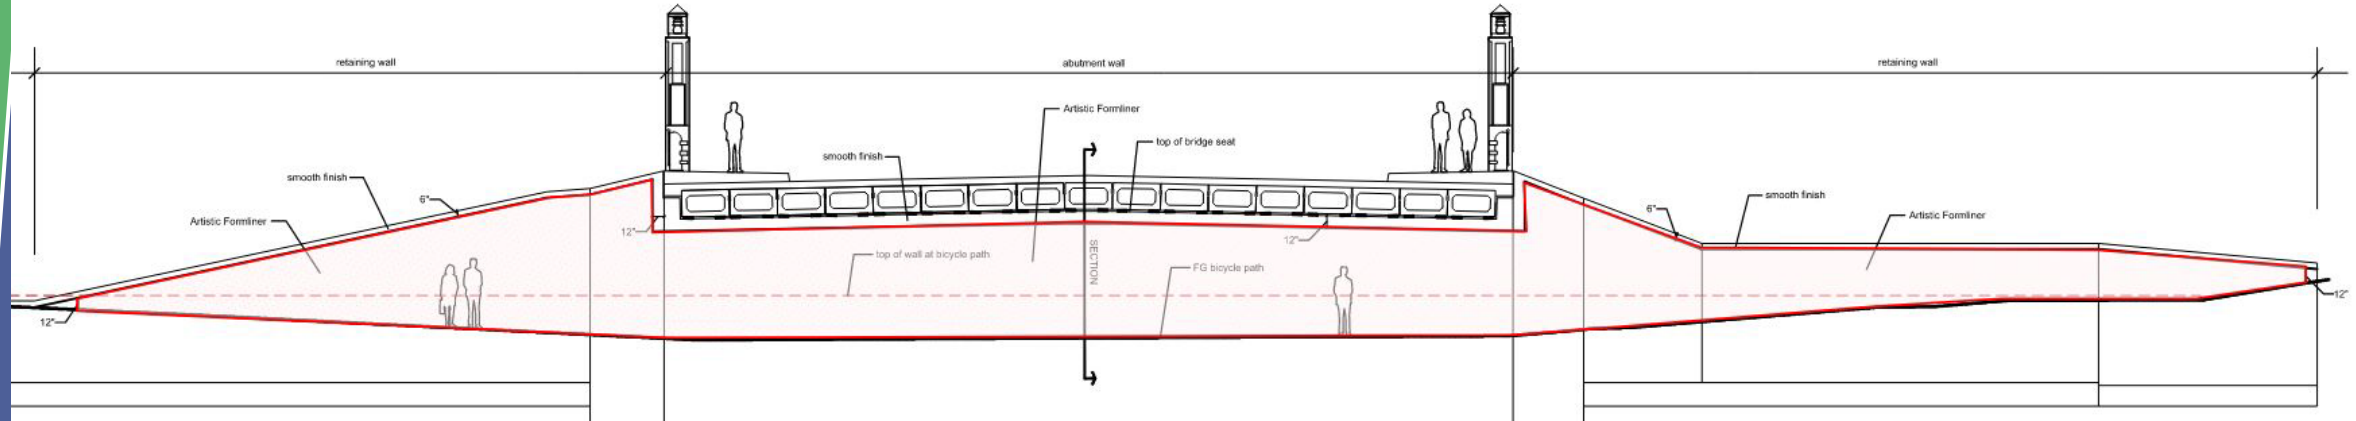 retaining wall
abutment wall
retaining wall
Artistic Formliner
top of bridge seat
smooth finish
smooth finish
6"
Artistic Formliner
smooth finish
6"
Artistic Formliner
12"
12"
top of wall at bicycle path
SECTION
FG bicycle path
12"
12"